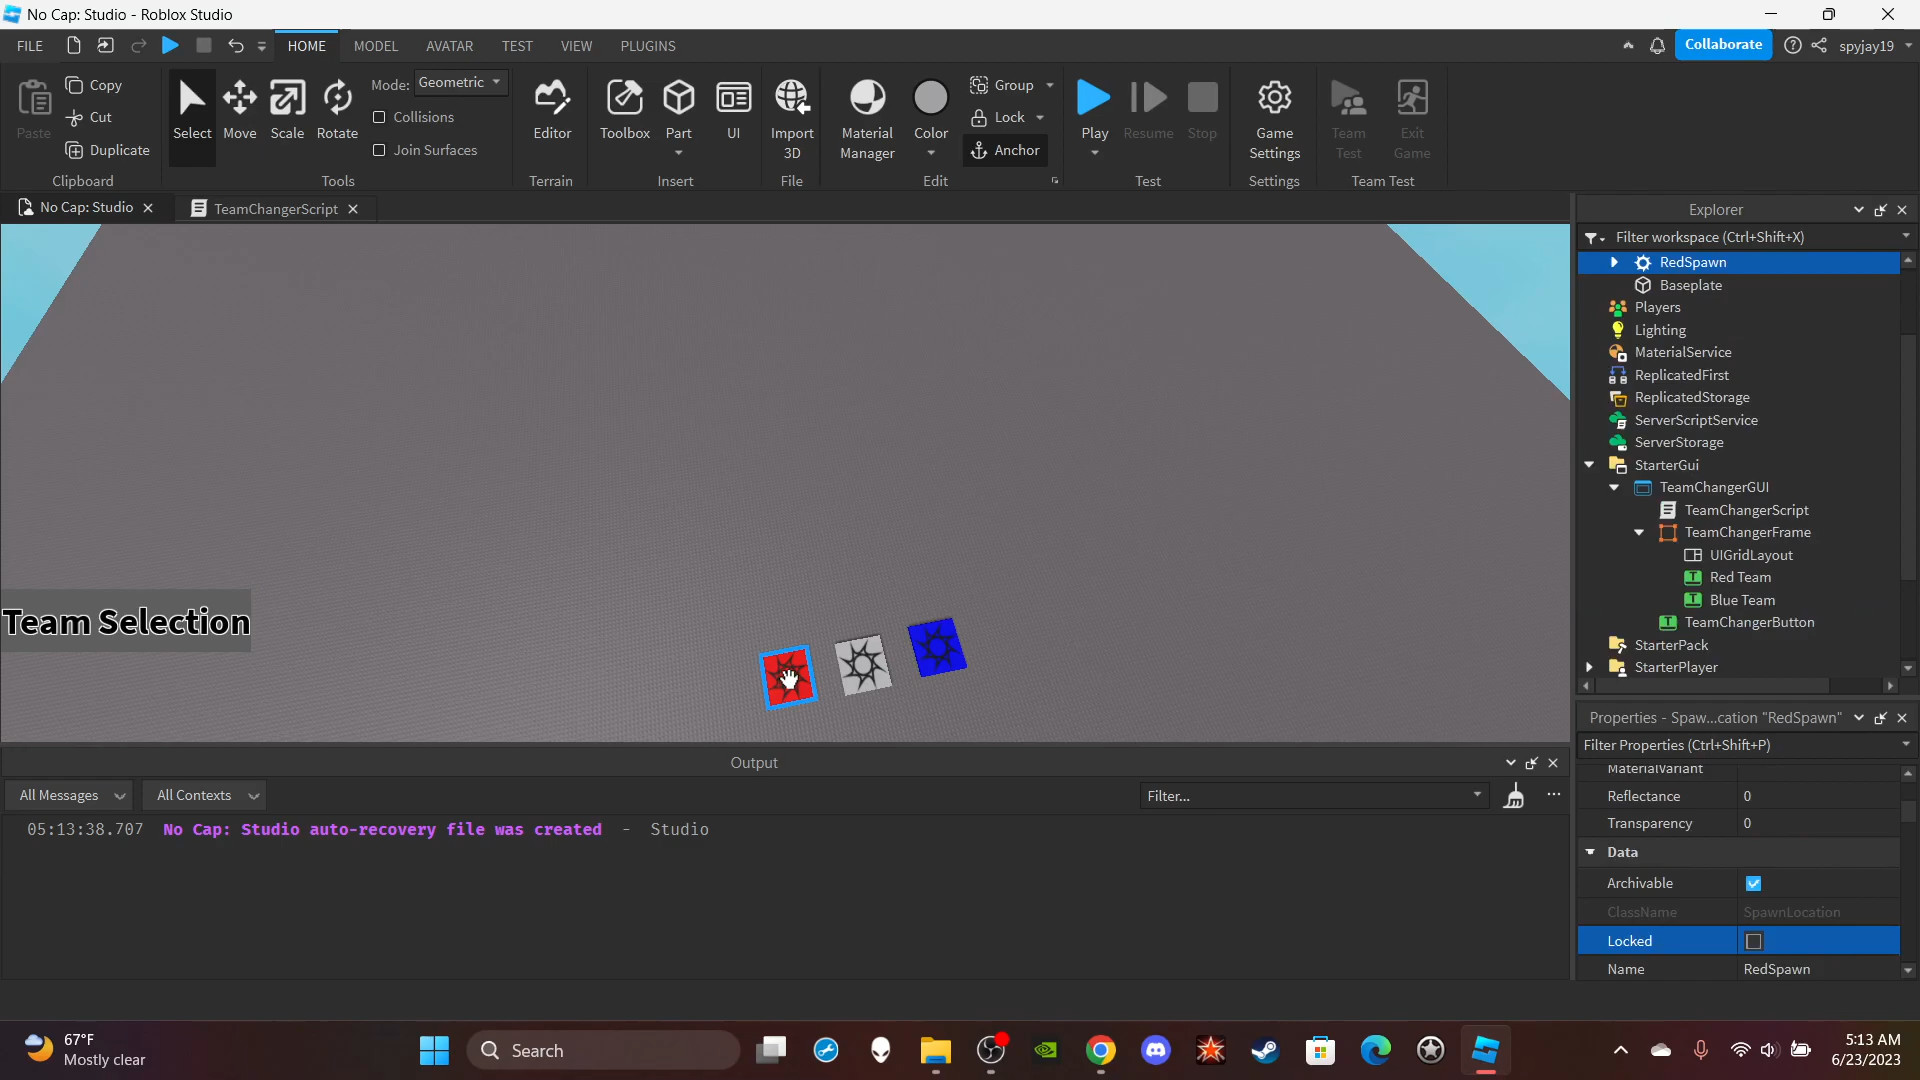 No Cap: Studio - Roblox Studio
FILE
HOME
MODEL
AVATAR
TEST
VIEW
PLUGINS
Collaborate
spyjay19
Paste
Copy
Cut
Duplicate
Clipboard
Select
Move
Scale
Rotate
Mode: Geometric
Collisions
Join Surfaces
Tools
Editor
Terrain
Toolbox
Part
UI
Insert
Import 3D
File
Material Manager
Color
Group
Lock
Anchor
Edit
Play
Resume
Stop
Test
Game Settings
Settings
Team Test
Exit Game
Team Test
No Cap: Studio
TeamChangerScript
Team Selection
Explorer
Filter workspace (Ctrl+Shift+X)
RedSpawn
Baseplate
Players
Lighting
MaterialService
ReplicatedFirst
ReplicatedStorage
ServerScriptService
ServerStorage
StarterGui
TeamChangerGUI
TeamChangerScript
TeamChangerFrame
UIGridLayout
Red Team
Blue Team
TeamChangerButton
StarterPack
StarterPlayer
Properties - Spaw...cation "RedSpawn"
Filter Properties (Ctrl+Shift+P)
MaterialVariant
Reflectance 0
Transparency 0
Data
Archivable
ClassName SpawnLocation
Locked
Name RedSpawn
Output
All Messages
All Contexts
Filter...
05:13:38.707 No Cap: Studio auto-recovery file was created - Studio
67°F
Mostly clear
Search
5:13 AM
6/23/2023